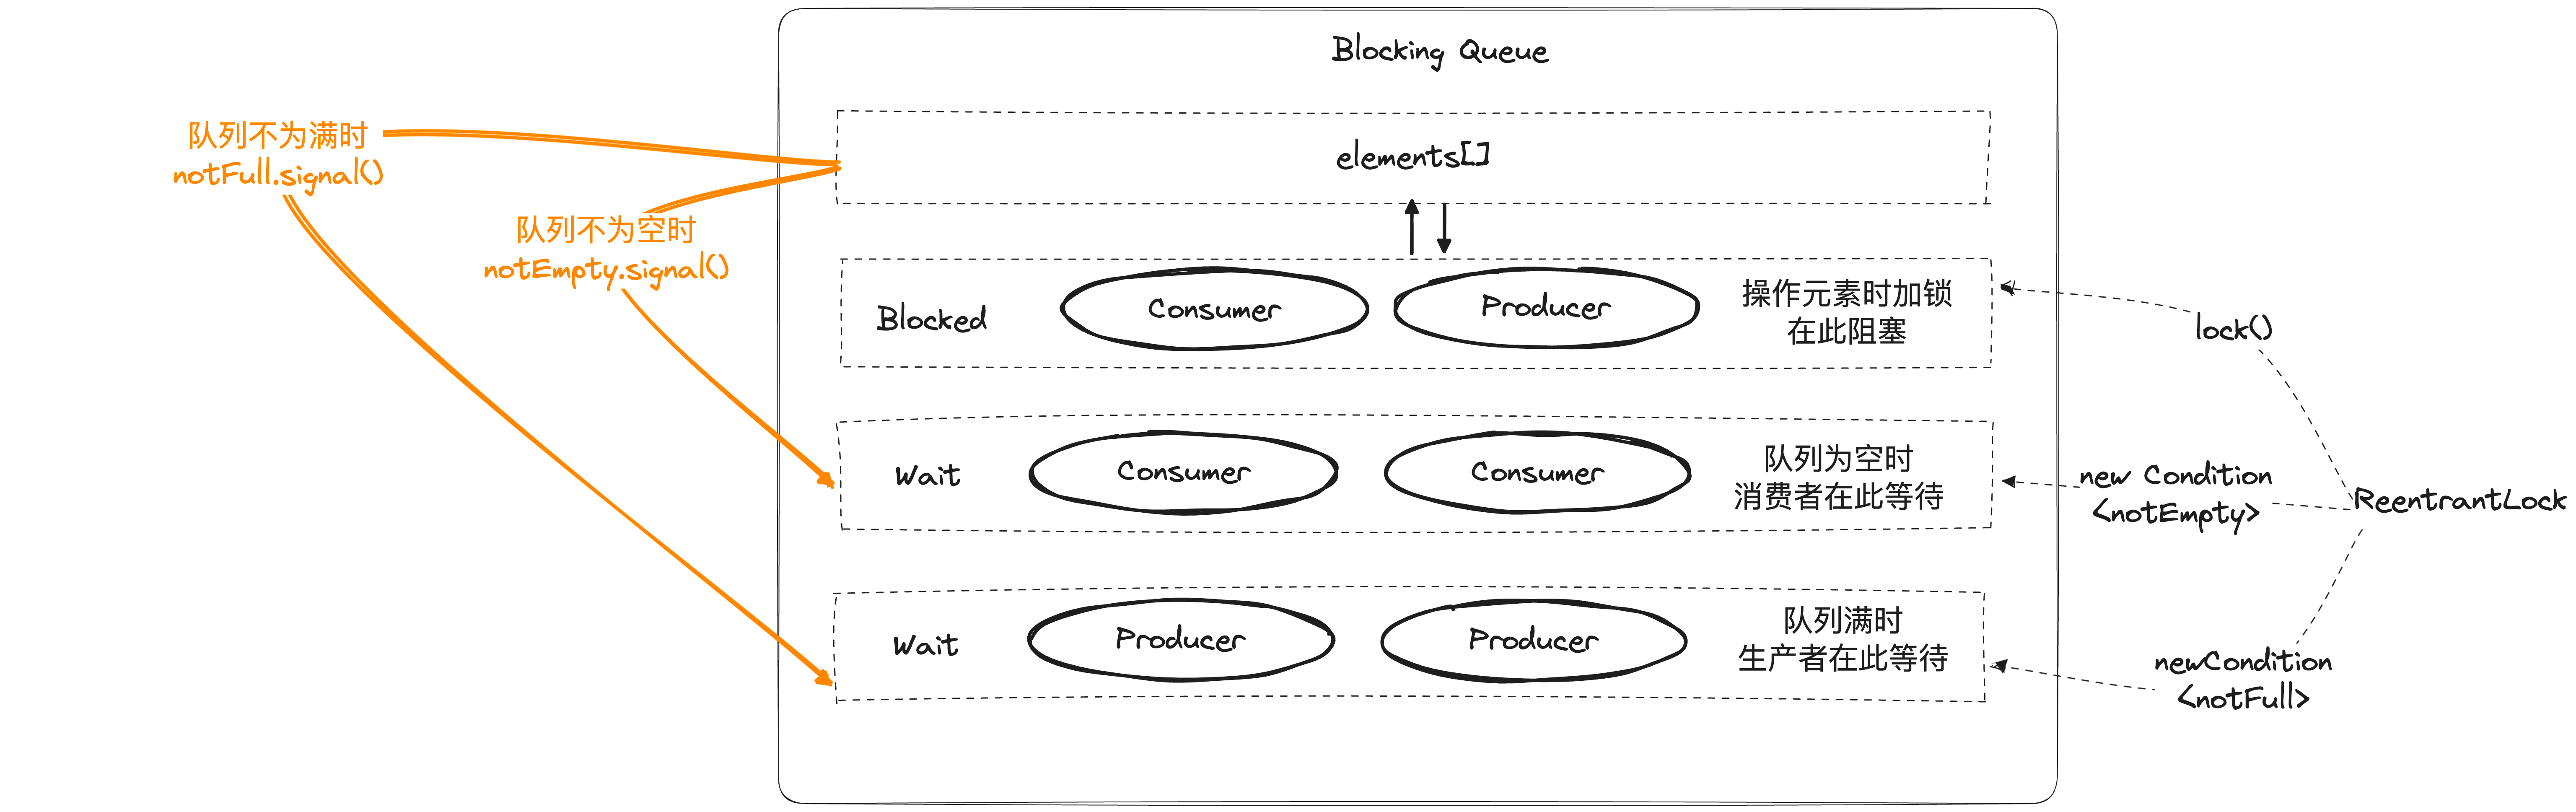 Blocking Queue
队列不为满时
notFull.signal()
elements[]
队列不为空时
notEmpty.signal()
Blocked
Consumer
Producer
操作元素时加锁
在此阻塞
lock()
Wait
Consumer
Consumer
队列为空时
消费者在此等待
new Condition
<notEmpty>
ReentrantLock
Wait
Producer
Producer
队列满时
生产者在此等待
newCondition
<notFull>